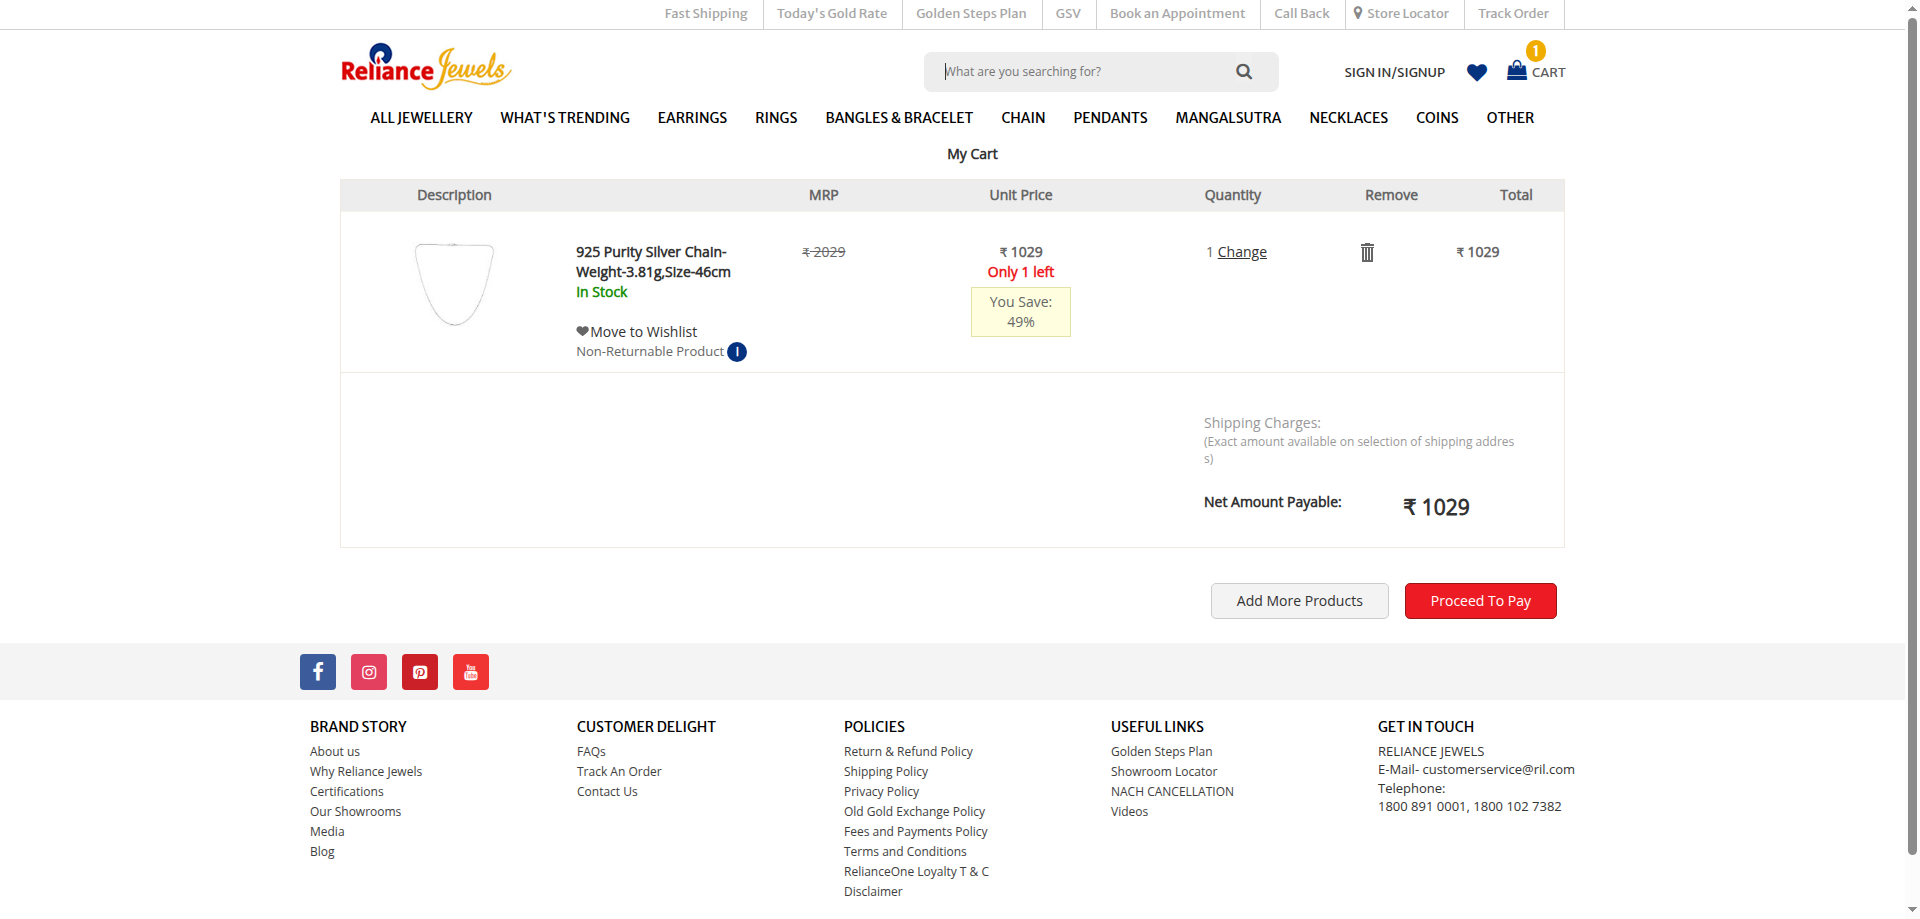 Fast Shipping
Today's Gold Rate
Golden Steps Plan
GSV
Book an Appointment
Call Back
Store Locator
Track Order
Reliance Jewels
What are you searching for?
SIGN IN/SIGNUP
1
CART
ALL JEWELLERY
WHAT'S TRENDING
EARRINGS
RINGS
BANGLES & BRACELET
CHAIN
PENDANTS
MANGALSUTRA
NECKLACES
COINS
OTHER
My Cart
Description
MRP
Unit Price
Quantity
Remove
Total
925 Purity Silver Chain-
Weight-3.81g,Size-46cm
In Stock
Move to Wishlist
Non-Returnable Product I
₹ 2029
₹ 1029
Only 1 left
You Save:
49%
1 Change
₹ 1029
Shipping Charges:
(Exact amount available on selection of shipping addres
s)
Net Amount Payable:
₹ 1029
Add More Products
Proceed To Pay
You
Tube
BRAND STORY
About us
Why Reliance Jewels
Certifications
Our Showrooms
Media
Blog
CUSTOMER DELIGHT
FAQs
Track An Order
Contact Us
POLICIES
Return & Refund Policy
Shipping Policy
Privacy Policy
Old Gold Exchange Policy
Fees and Payments Policy
Terms and Conditions
RelianceOne Loyalty T & C
Disclaimer
USEFUL LINKS
Golden Steps Plan
Showroom Locator
NACH CANCELLATION
Videos
GET IN TOUCH
RELIANCE JEWELS
E-Mail- customerservice@ril.com
Telephone:
1800 891 0001, 1800 102 7382